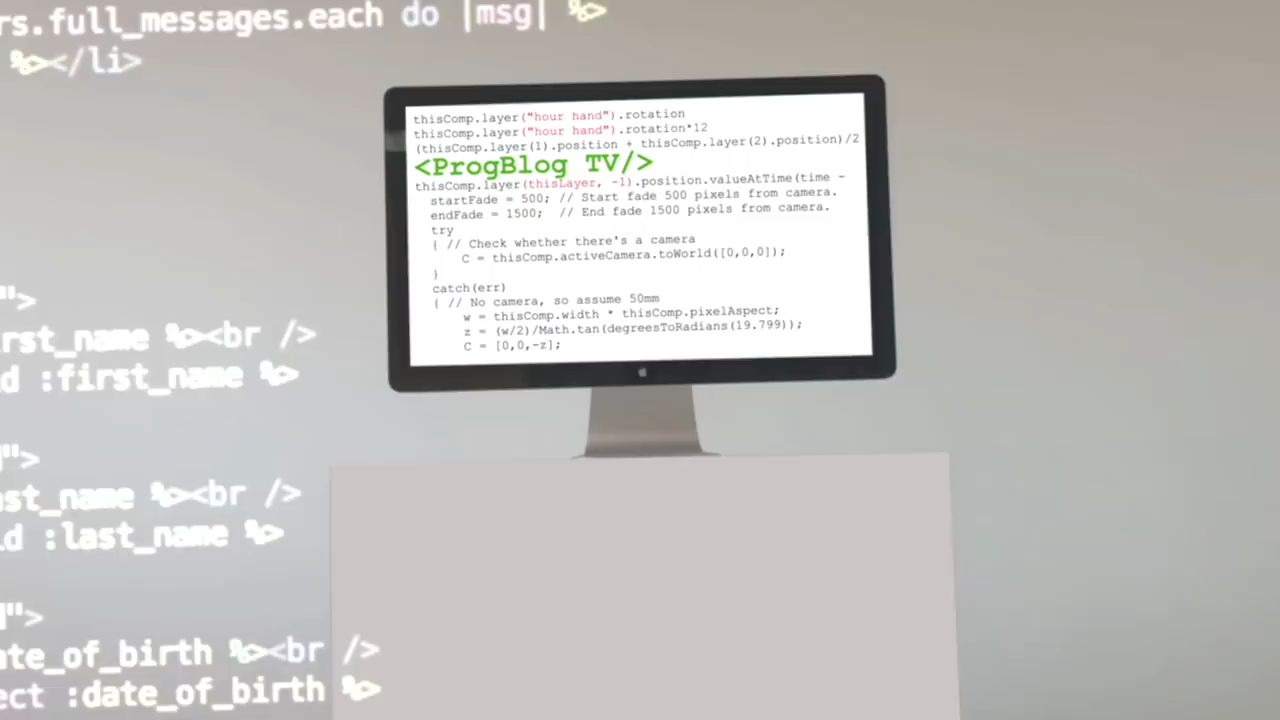 rs.full_messages.each do |msg| %>
%></li>
thisComp.layer("hour hand").rotation
thisComp.layer("hour hand").rotation*12
(thisComp.layer(1).position + thisComp.layer(2).position)/2
<ProgBlog TV/>
thisComp.layer(thisLayer, -1).position.valueAtTime(time -
startFade = 500; // Start fade 500 pixels from camera.
endFade = 1500; // End fade 1500 pixels from camera.
try
{ // Check whether there's a camera
C = thisComp.activeCamera.toWorld([0,0,0]);
}
catch(err)
{ // No camera, so assume 50mm
w = thisComp.width * thisComp.pixelAspect;
z = (w/2)/Math.tan(degreesToRadians(19.799));
C = [0,0,-z];
">
rst_name %><br />
ld :first_name %>
">
ast_name %><br />
ld :last_name %>
">
ate_of_birth %><br />
ect :date_of_birth %>